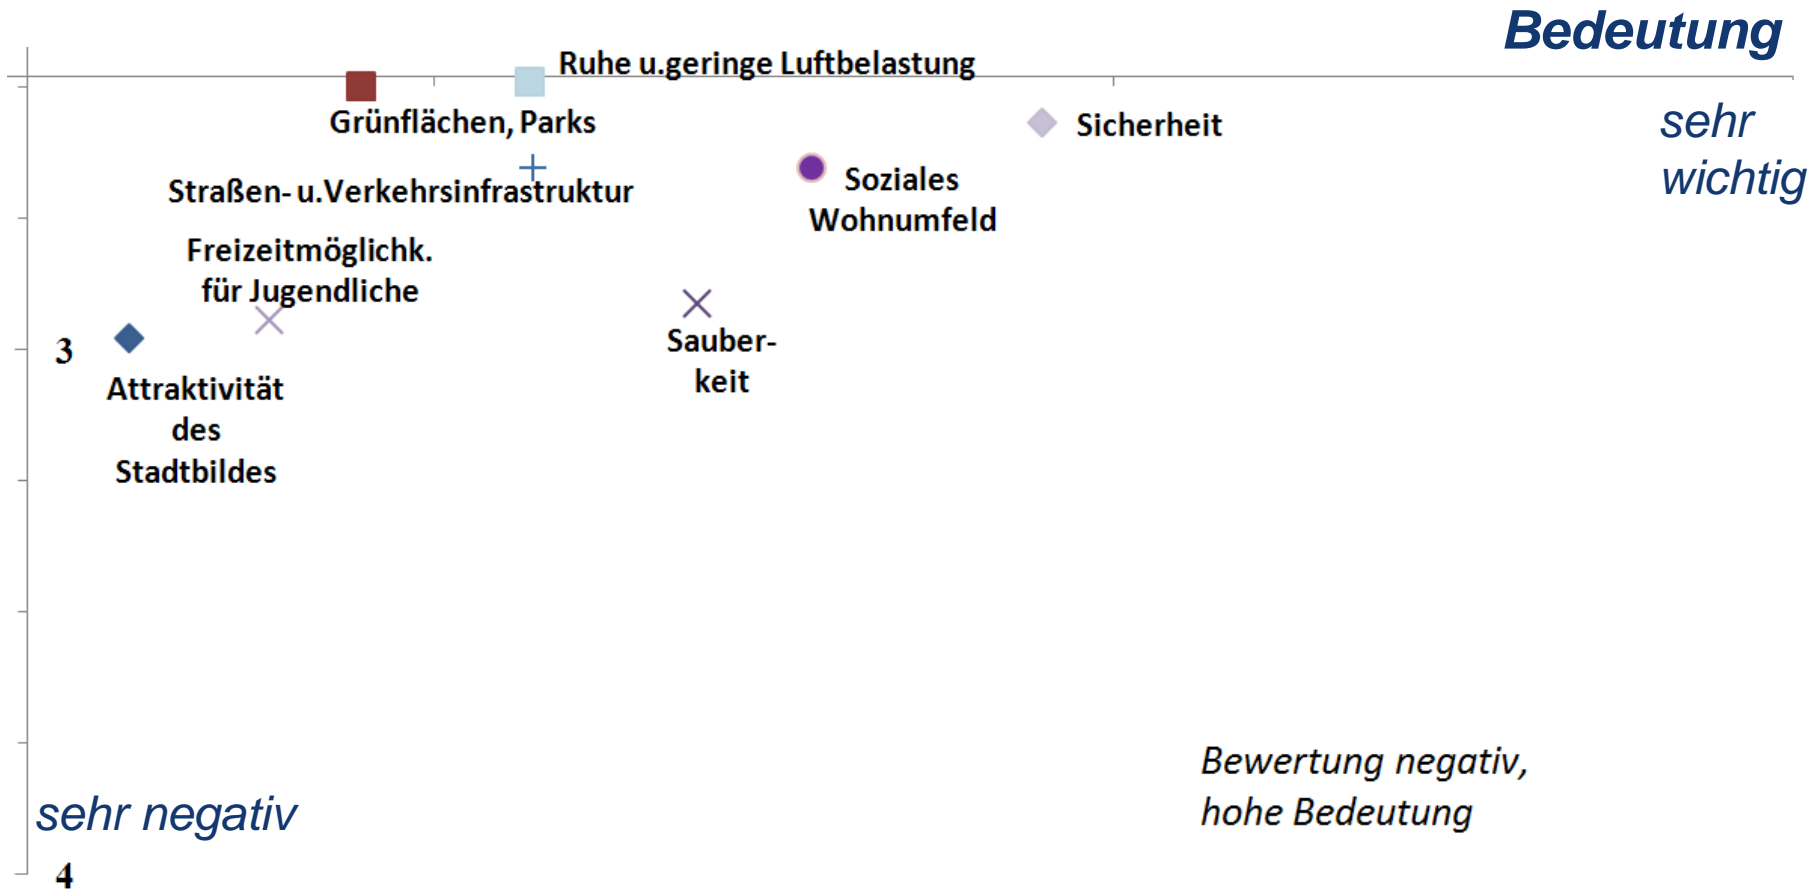 Bedeutung
Ruhe u.geringe Luftbelastung
Grünflächen, Parks
Sicherheit
sehr
wichtig
Straßen- u.Verkehrsinfrastruktur
Soziales
Wohnumfeld
Freizeitmöglichk.
für Jugendliche
3
Sauber-
keit
Attraktivität
des
Stadtbildes
Bewertung negativ,
hohe Bedeutung
sehr negativ
4